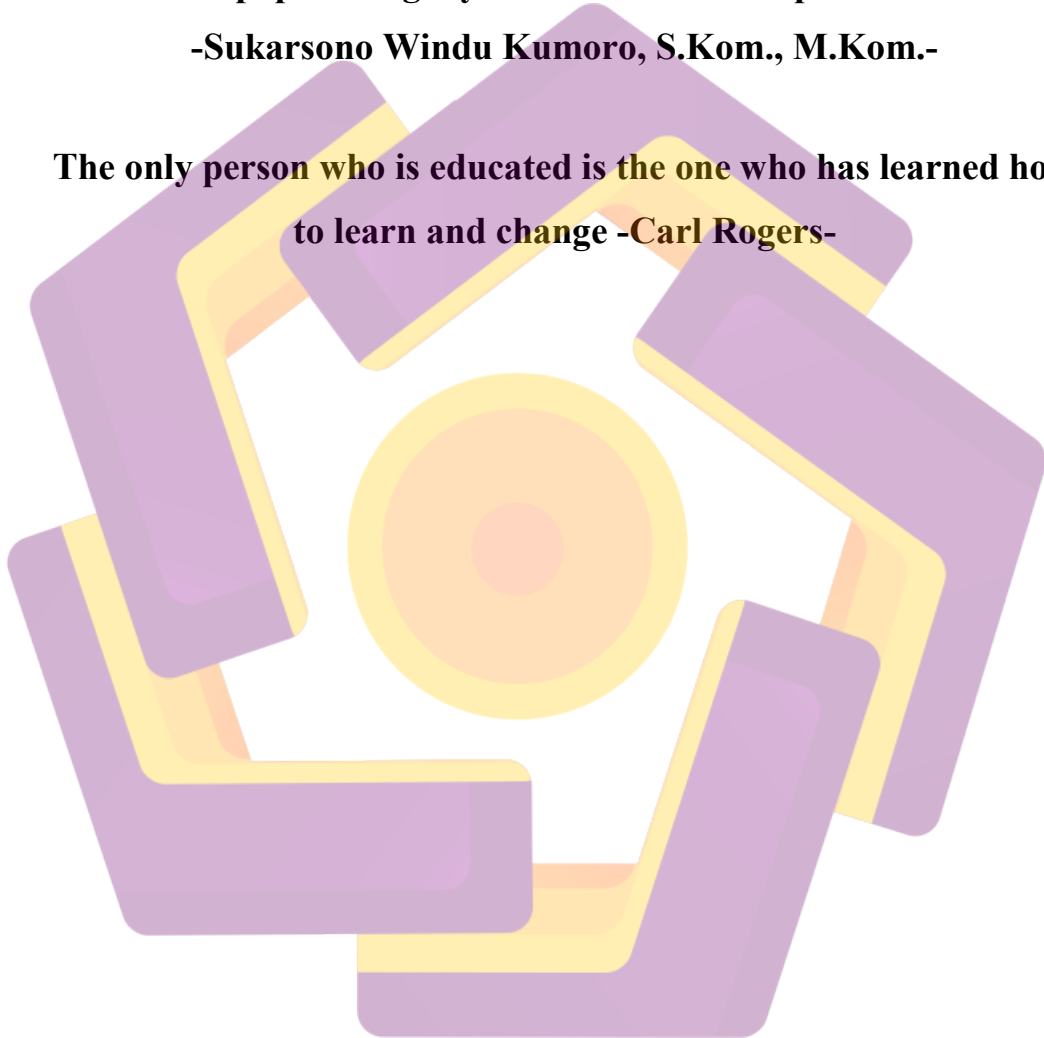 -Sukarsono Windu Kumoro, S.Kom., M.Kom.-
The only person who is educated is the one who has learned ho
to learn and change -Carl Rogers-